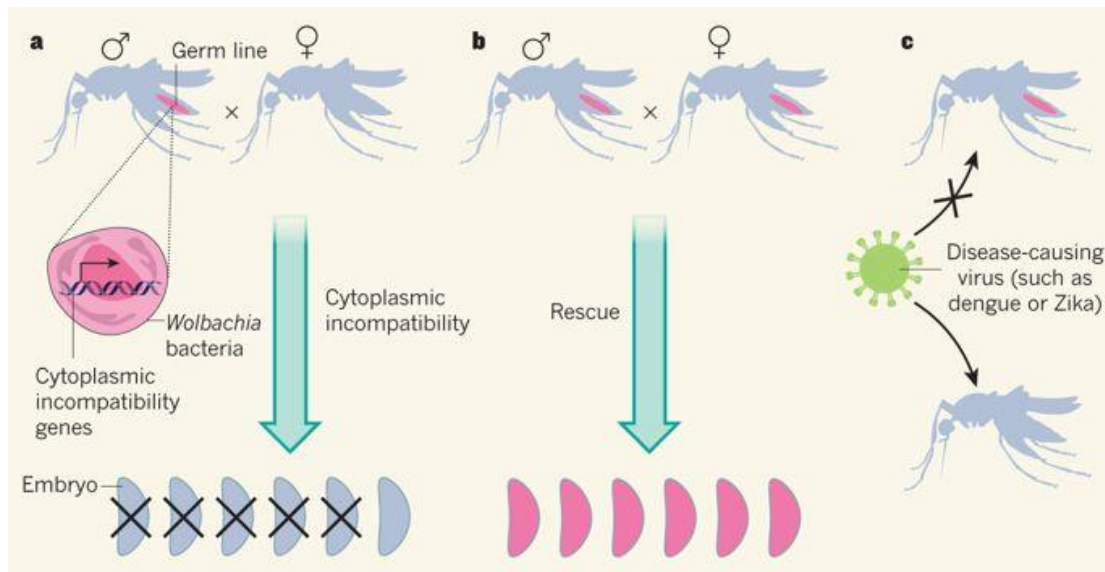 a
♂
Germ line
♀
×
Wolbachia
bacteria
Cytoplasmic
incompatibility
genes
Cytoplasmic
incompatibility
Embryo
b
♂
♀
×
Rescue
c
Disease-causing
virus (such as
dengue or Zika)